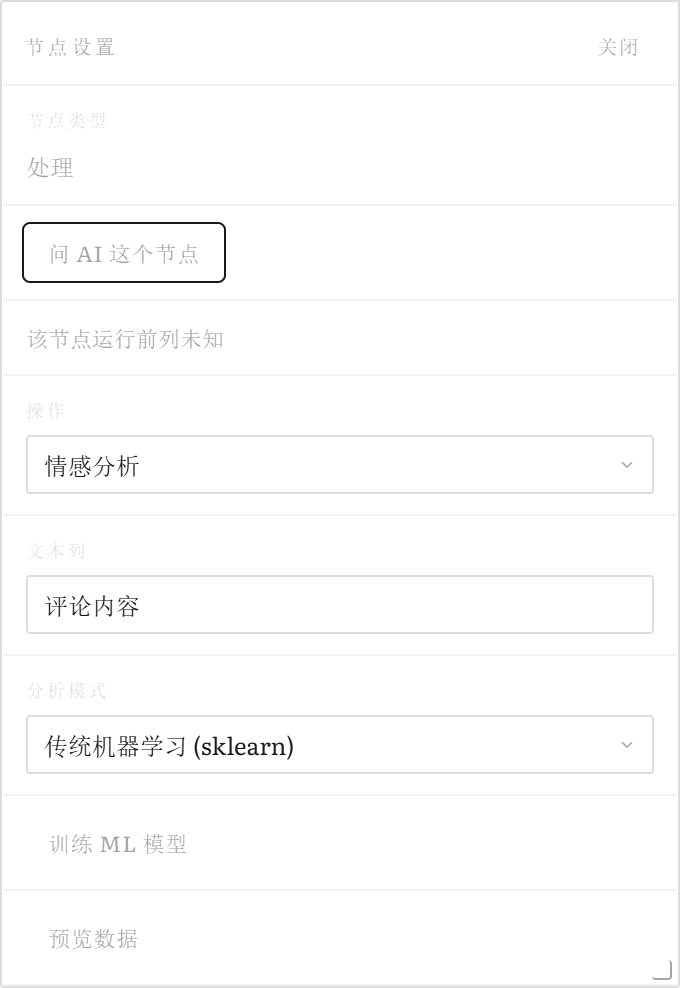 节点设置
关闭
节点类型
处理
问 AI 这个节点
该节点运行前列未知
操作
情感分析
文本列
评论内容
分析模式
传统机器学习 (sklearn)
训练 ML 模型
预览数据